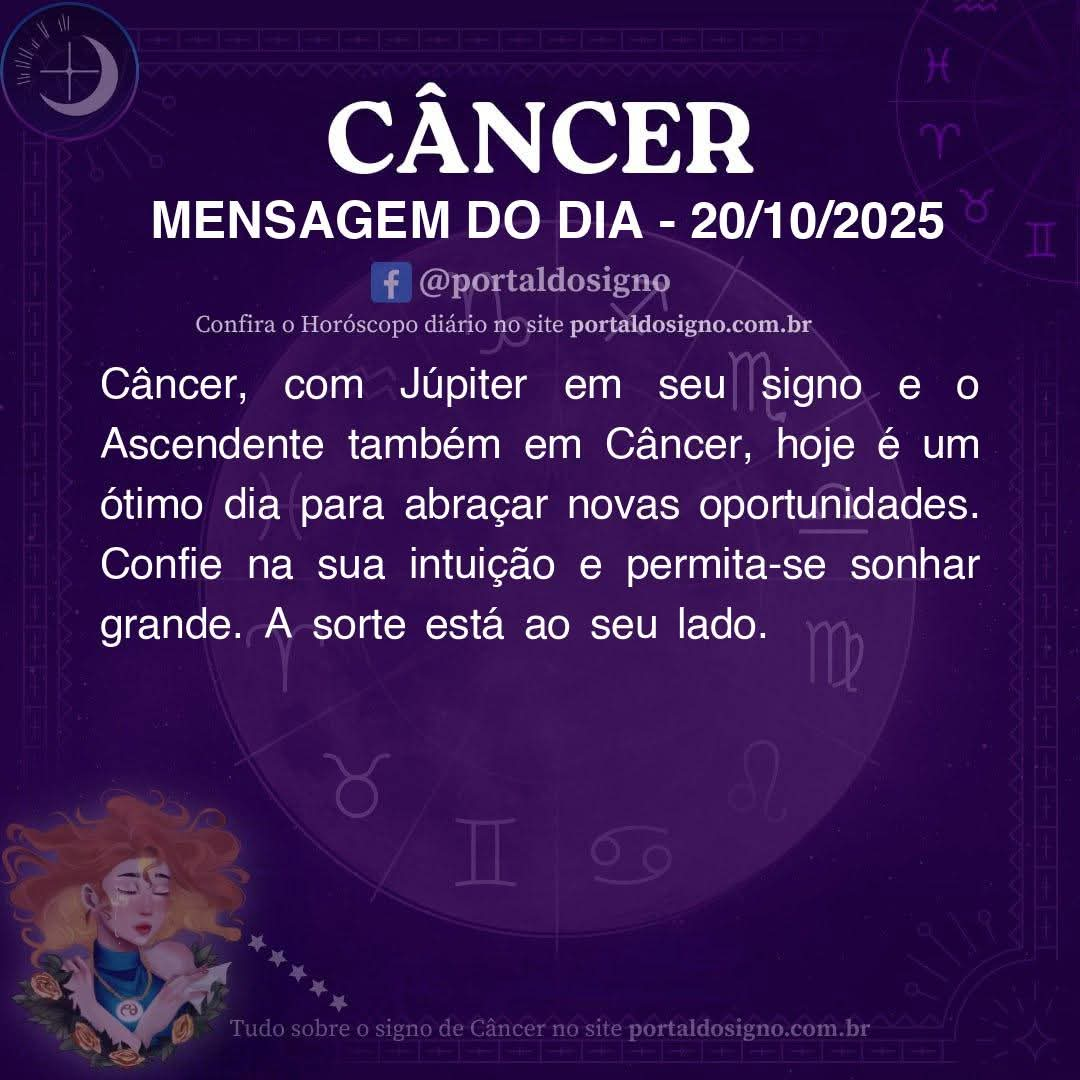 CÂNCER
MENSAGEM DO DIA - 20/10/2025
@portaldosigno
Confira o Horóscopo diário no site portaldosigno.com.br
Câncer, com Júpiter em seu signo e o
Ascendente também em Câncer, hoje é um
ótimo dia para abraçar novas oportunidades.
Confie na sua intuição e permita-se sonhar
grande. A sorte está ao seu lado.
Tudo sobre o signo de Câncer no site portaldosigno.com.br